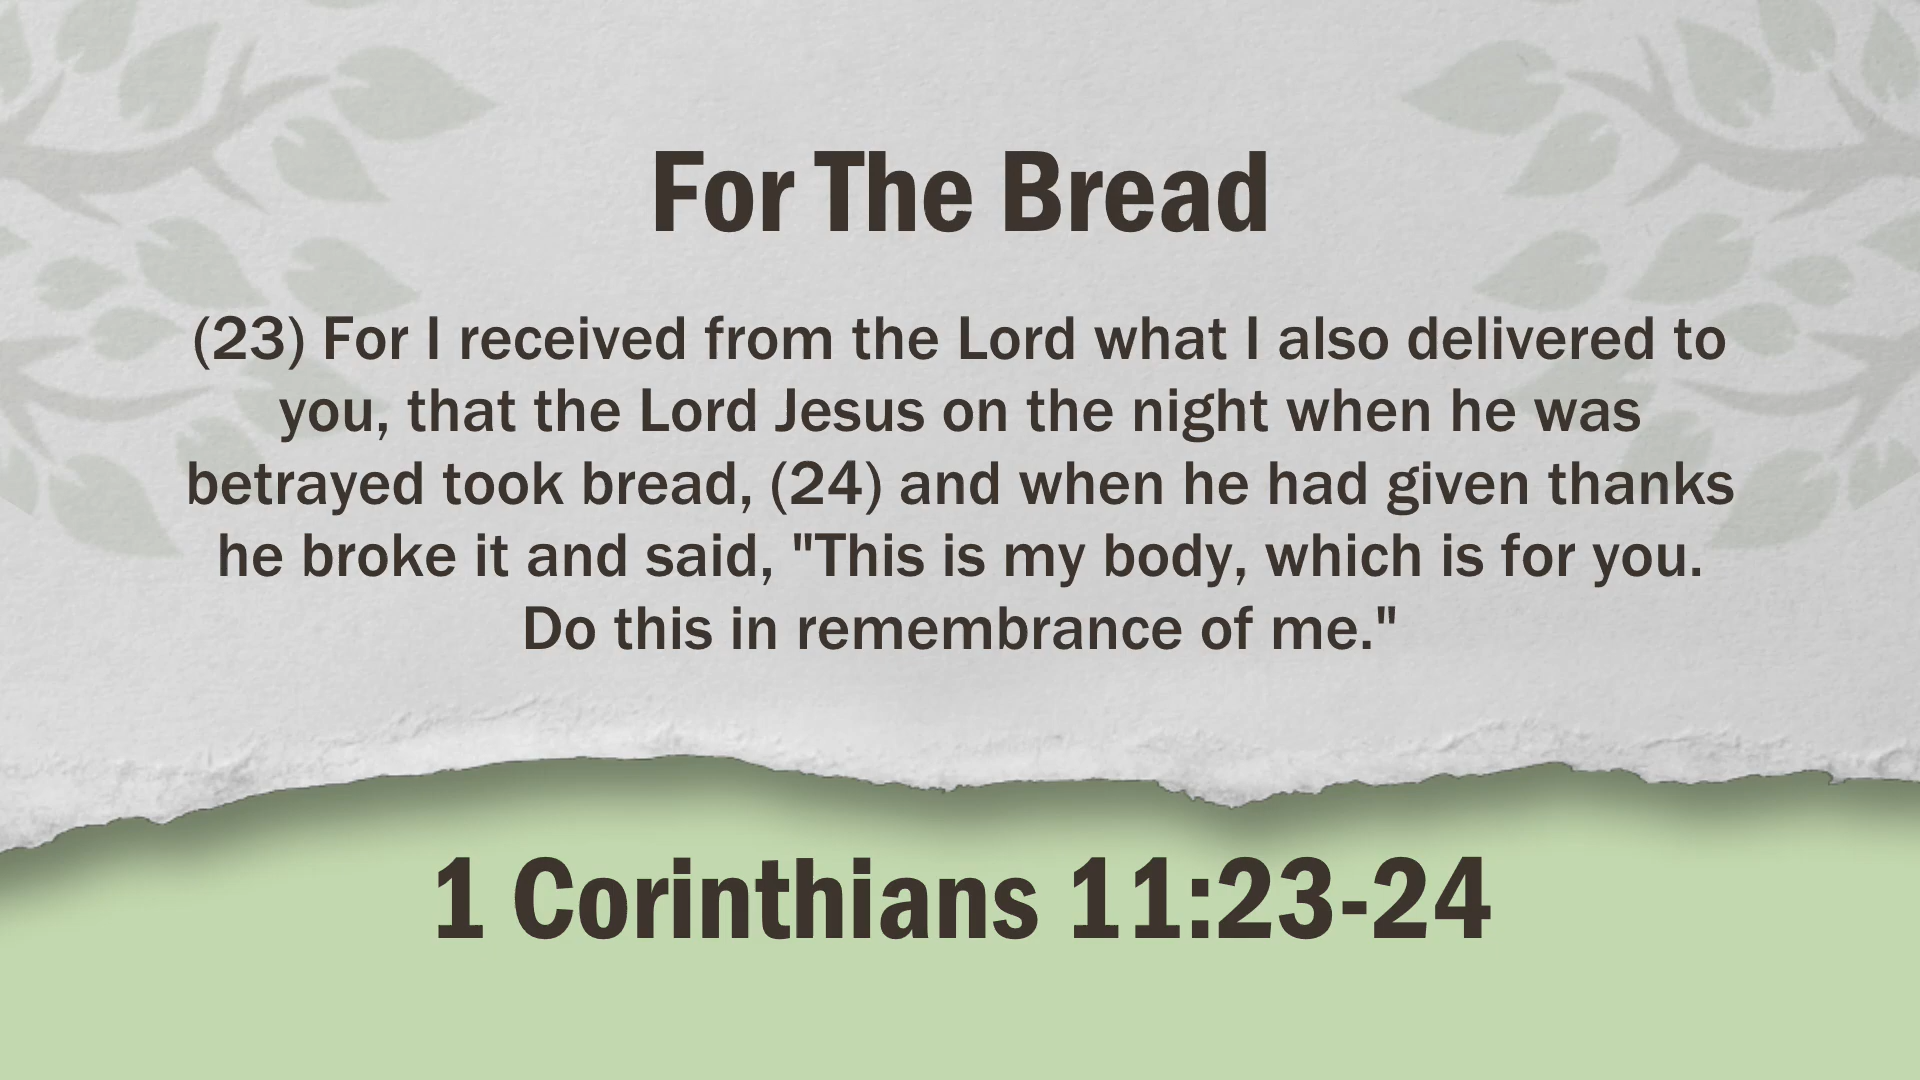 For The Bread
(23) For I received from the Lord what I also delivered to
you, that the Lord Jesus on the night when he was
betrayed took bread, (24) and when he had given thanks
he broke it and said, "This is my body, which is for you.
Do this in remembrance of me."
1 Corinthians 11:23-24